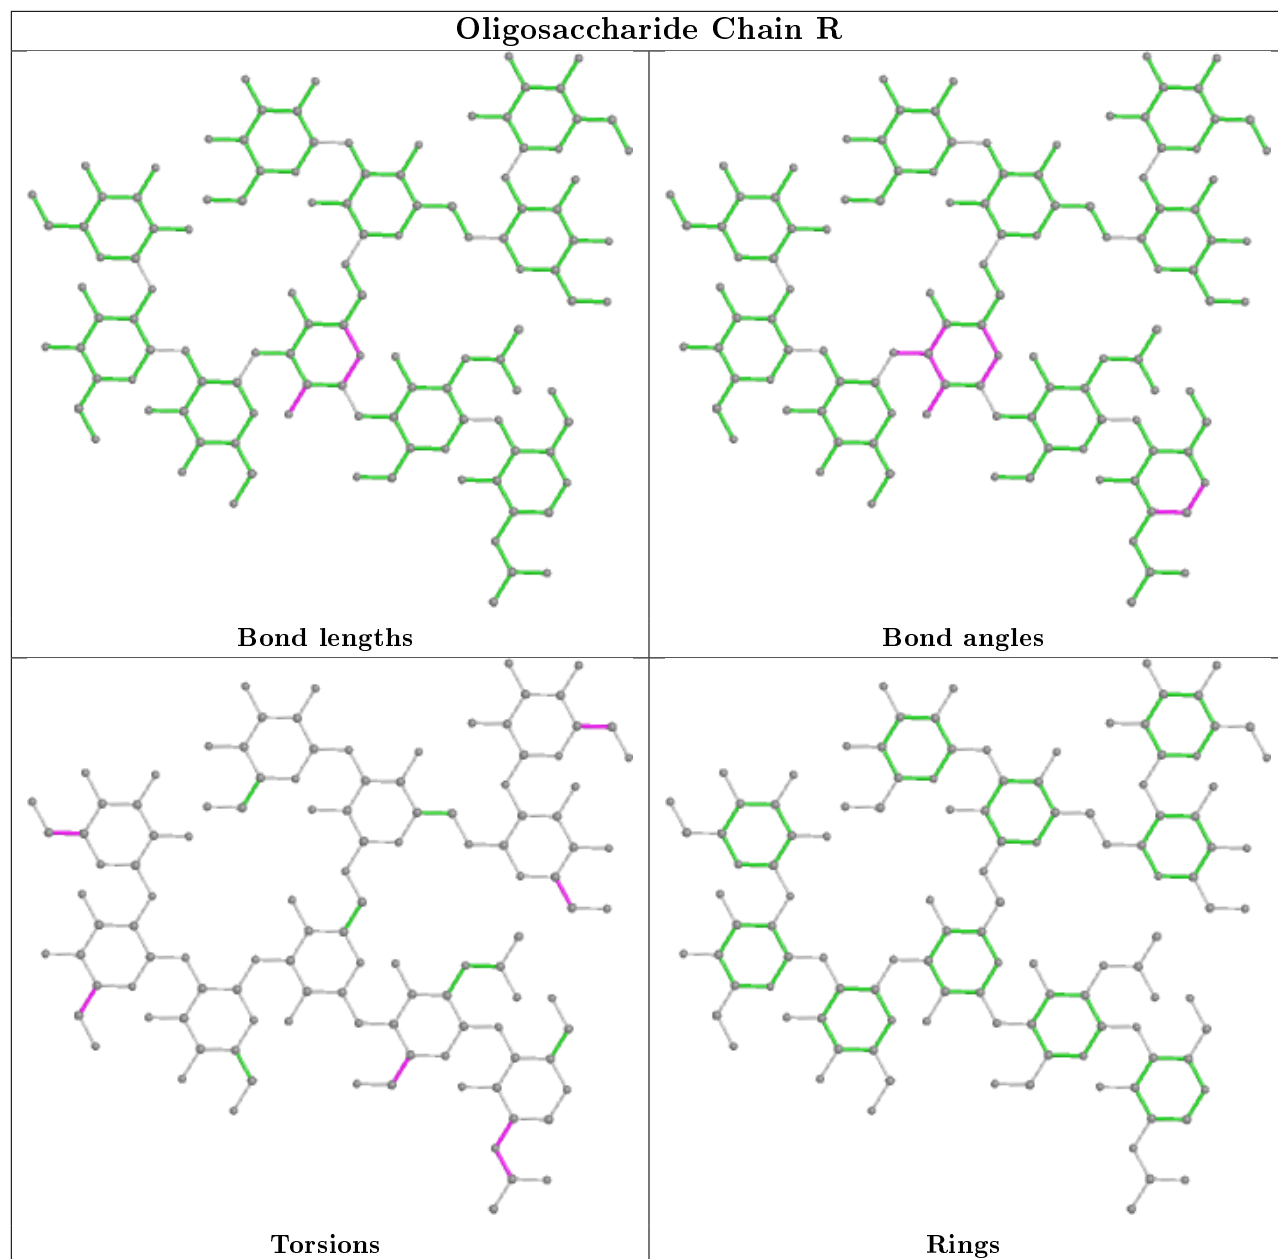 Oligosaccharide Chain R
Bond lengths
Bond angles
Torsions
Rings